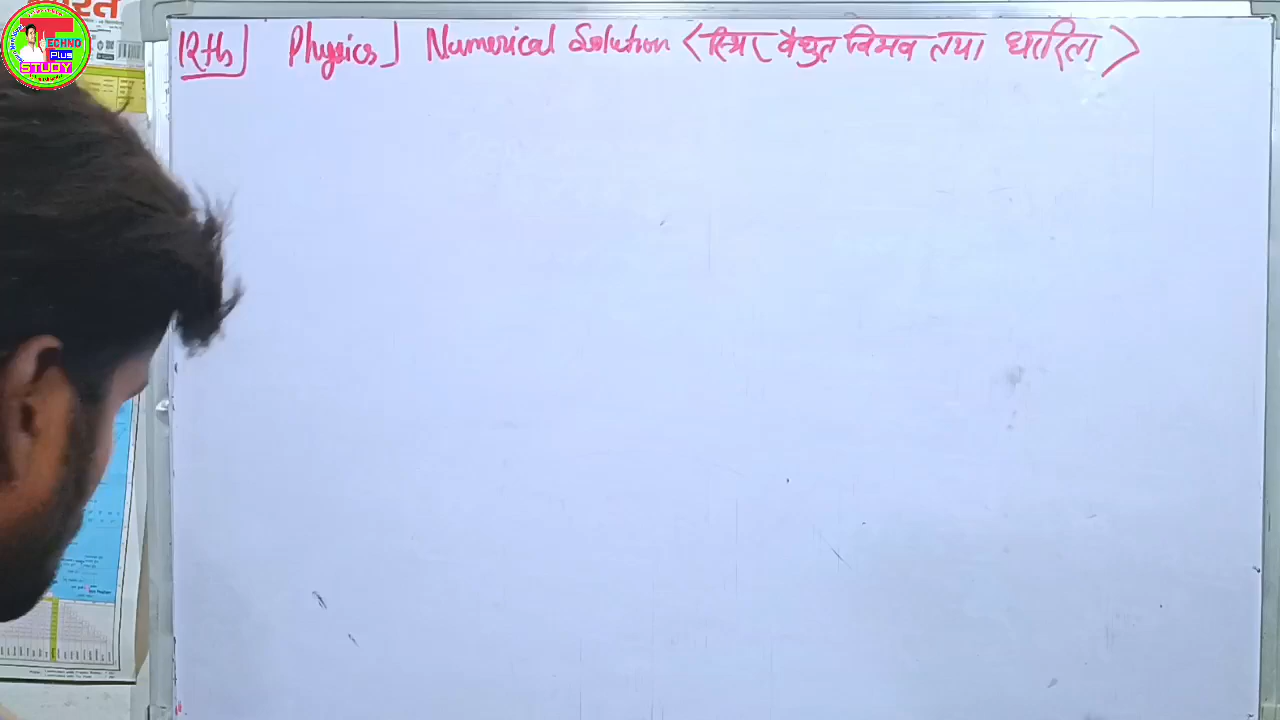 12th] Physics] Numerical Solution <स्थिर वैद्युत विभव तथा धारिता>
TECHNO
Plus
STUDY